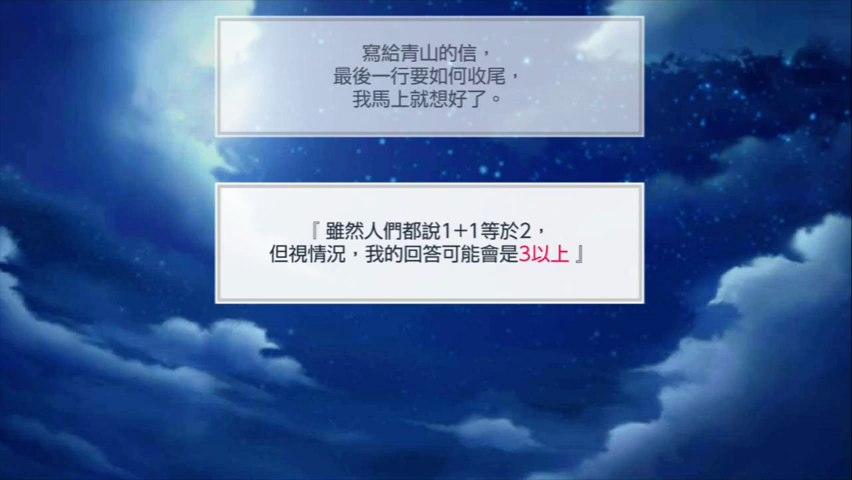 寫給青山的信，
最後一行要如何收尾，
我馬上就想好了。
『 雖然人們都說1+1等於2，
但視情況，我的回答可能會是3以上 』